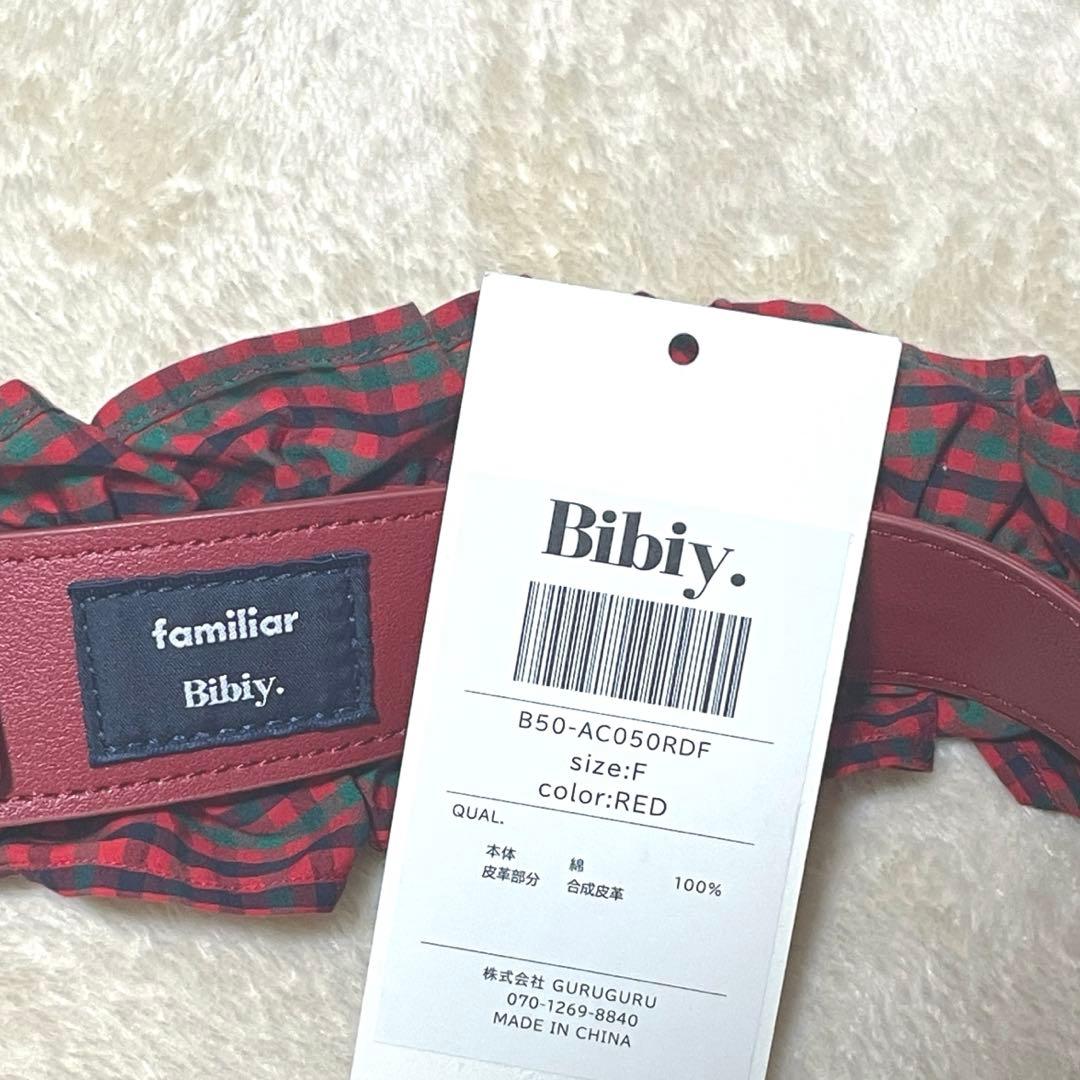 familiar
Bibiy.
Bibiy.
B50-AC050RDF
size:F
color:RED
QUAL.
本体 綿 100%
皮革部分 合成皮革
株式会社 GURUGURU
070-1269-8840
MADE IN CHINA